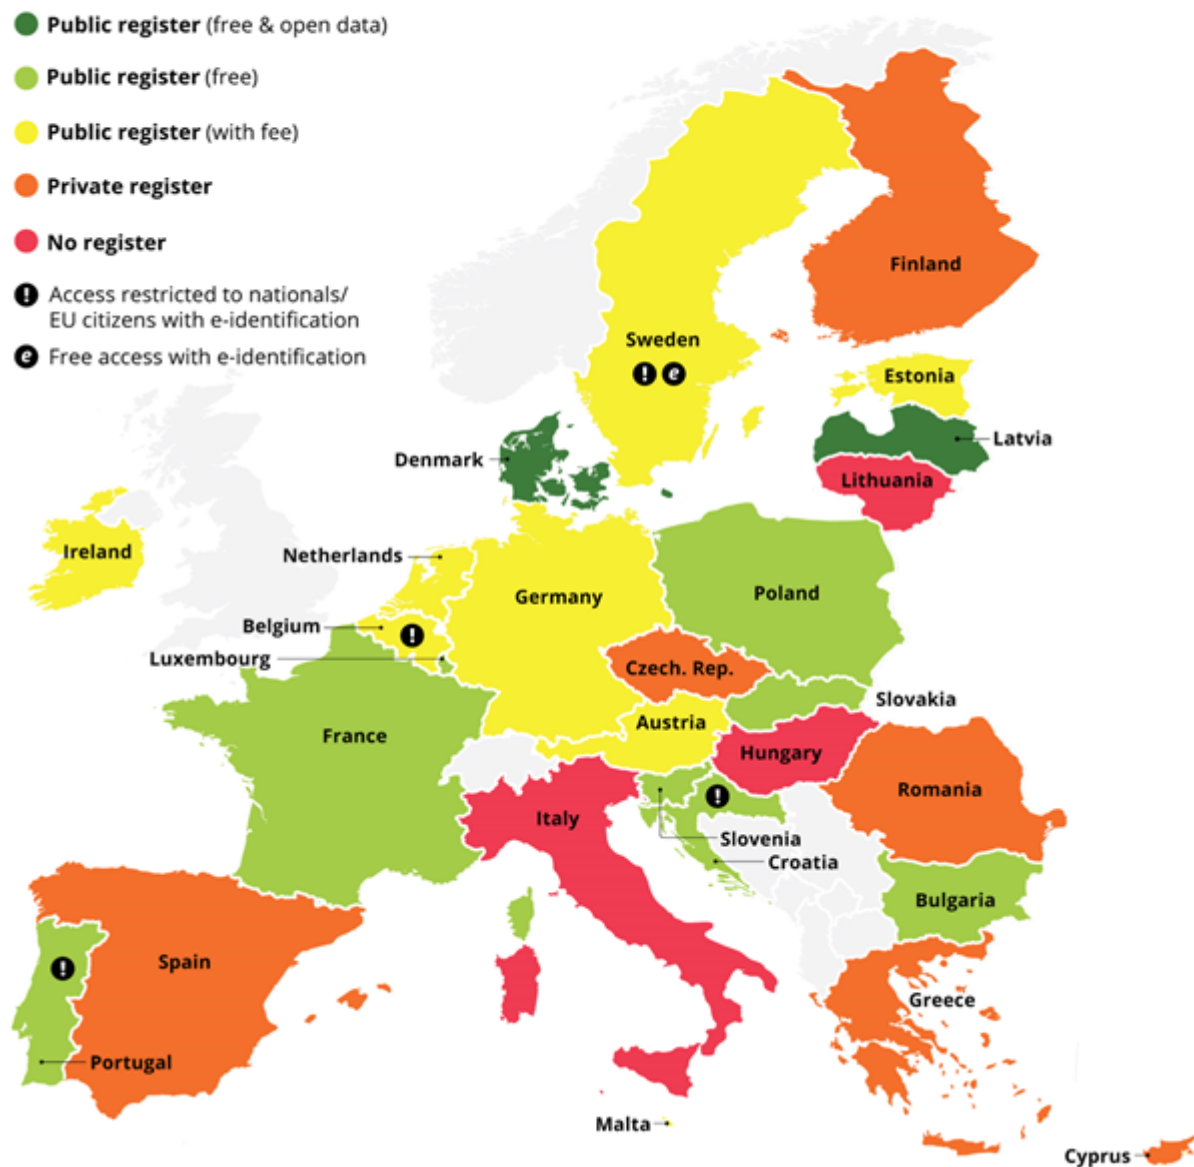 Public register (free & open data)
Public register (free)
Public register (with fee)
Private register
No register
! Access restricted to nationals/
EU citizens with e-identification
e Free access with e-identification
Finland
Sweden
! e
Estonia
Latvia
Denmark
Lithuania
Ireland
Netherlands
Germany
Poland
Belgium
!
Luxembourg
Czech. Rep.
Slovakia
France
Austria
Hungary
Romania
!
Italy
Slovenia
Croatia
Bulgaria
Spain
!
Greece
Portugal
Malta
Cyprus